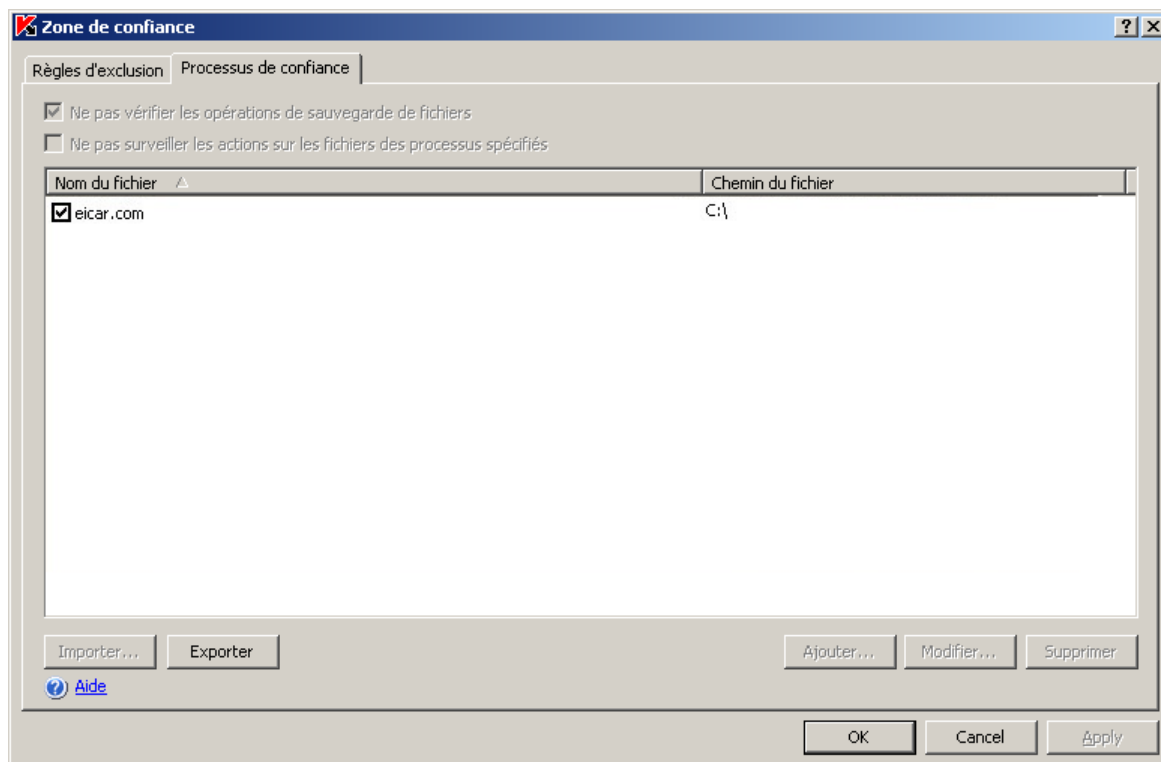 Zone de confiance
Règles d'exclusion Processus de confiance
Ne pas vérifier les opérations de sauvegarde de fichiers
Ne pas surveiller les actions sur les fichiers des processus spécifiés
Nom du fichier Chemin du fichier
eicar.com C:\
Importer... Exporter Ajouter... Modifier... Supprimer
Aide
OK Cancel Apply